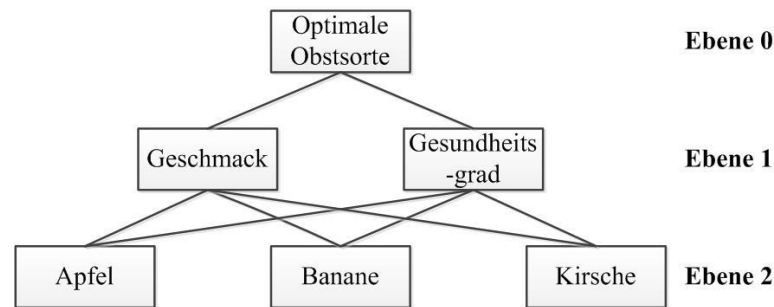 Optimale
Obstsorte
Ebene 0
Geschmack
Gesundheits
-grad
Ebene 1
Apfel
Banane
Kirsche
Ebene 2